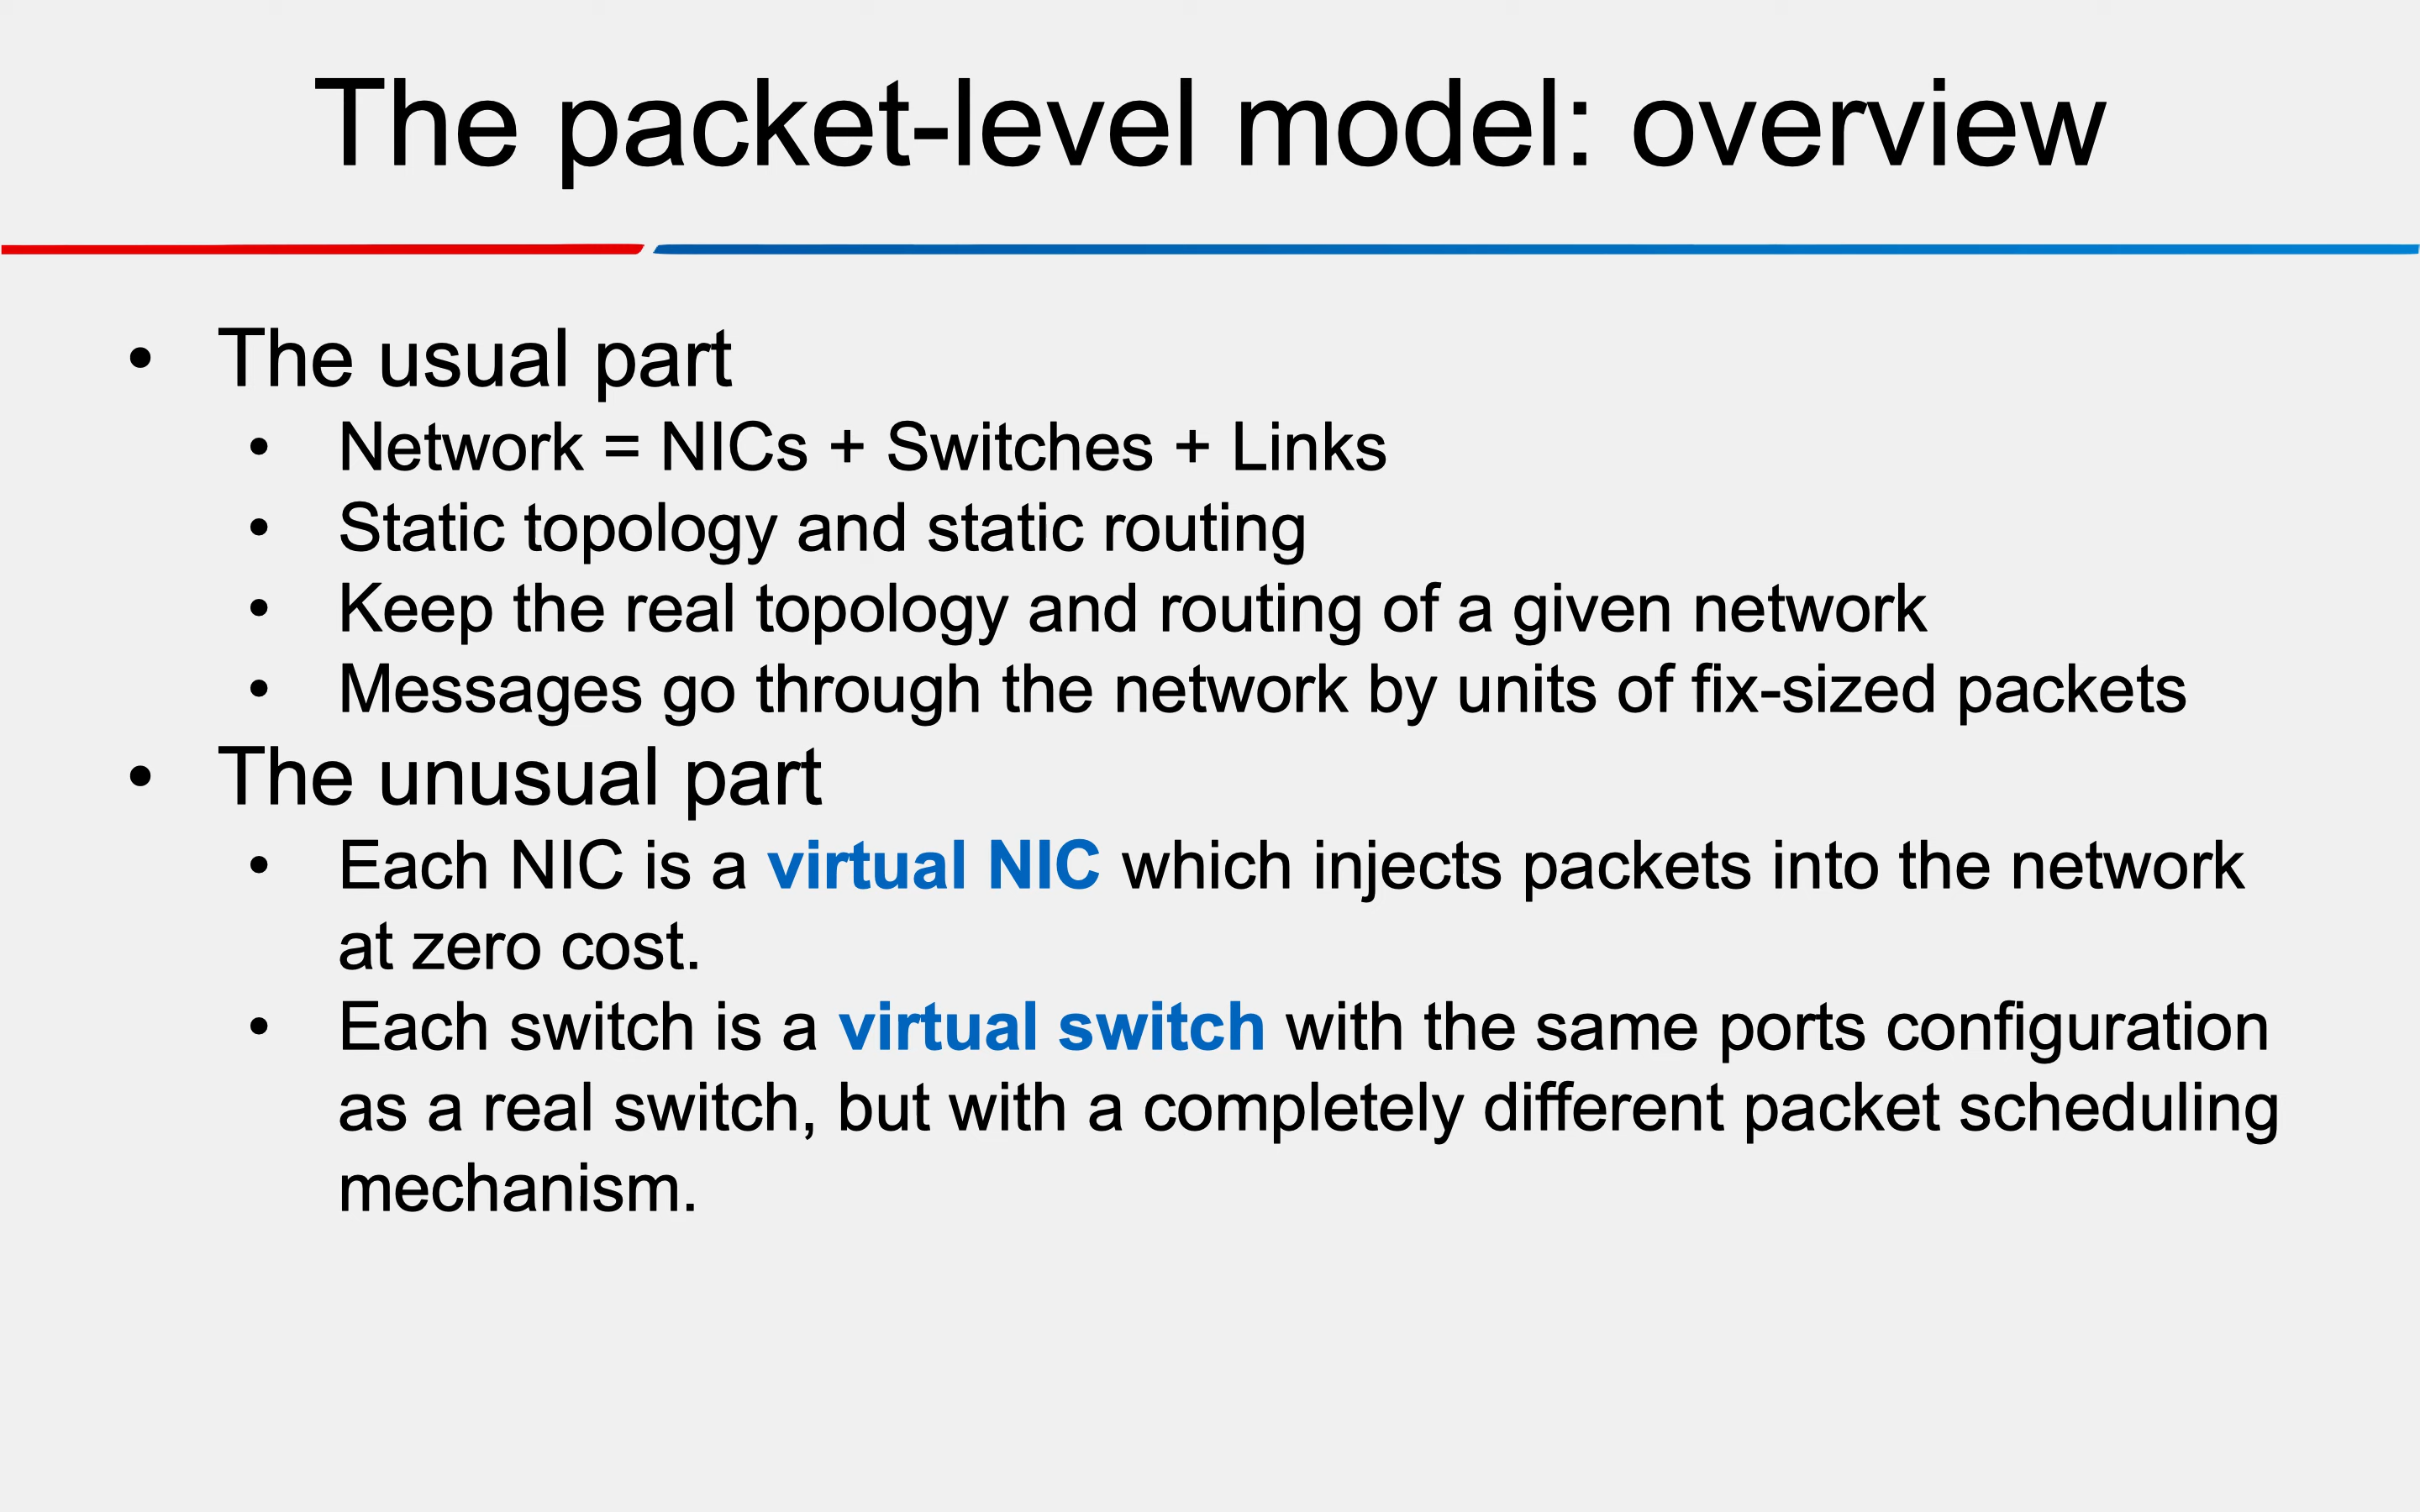 The packet-level model: overview
• The usual part
• Network = NICs + Switches + Links
• Static topology and static routing
• Keep the real topology and routing of a given network
• Messages go through the network by units of fix-sized packets
• The unusual part
• Each NIC is a virtual NIC which injects packets into the network
at zero cost.
• Each switch is a virtual switch with the same ports configuration
as a real switch, but with a completely different packet scheduling
mechanism.